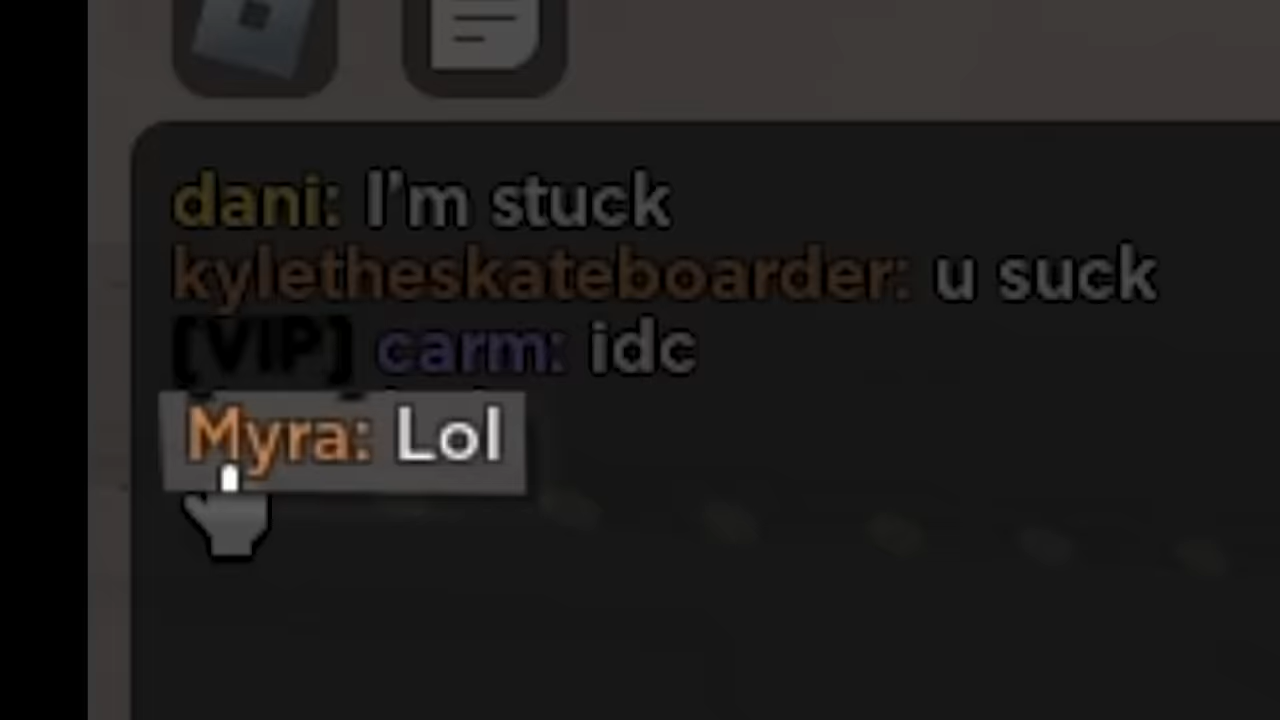 dani: I'm stuck
kyletheskateboarder: u suck
[VIP] carm: idc
Myra: Lol